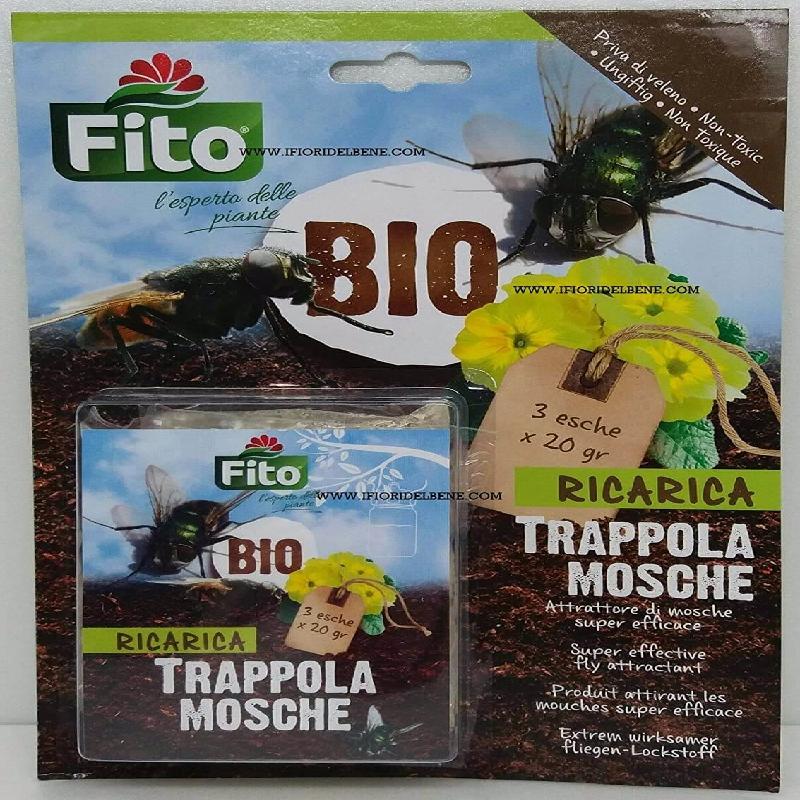 Priva di veleno • Non-toxic
• Ungiftig • Non Toxique
Fito®
WWW.IFIORIDELBENE.COM
l'esperto delle
piante
BIO
WWW.IFIORIDELBENE.COM
3 esche
x 20 gr
RICARICA
TRAPPOLA
MOSCHE
Attrattore di mosche
super efficace
Super effective
fly attractant
Produit attirant les
mouches super efficace
Extrem wirksamer
fliegen-Lockstoff
Fito
l'esperto delle
piante
WWW.IFIORIDELBENE.COM
BIO
3 esche
x 20 gr
RICARICA
TRAPPOLA
MOSCHE